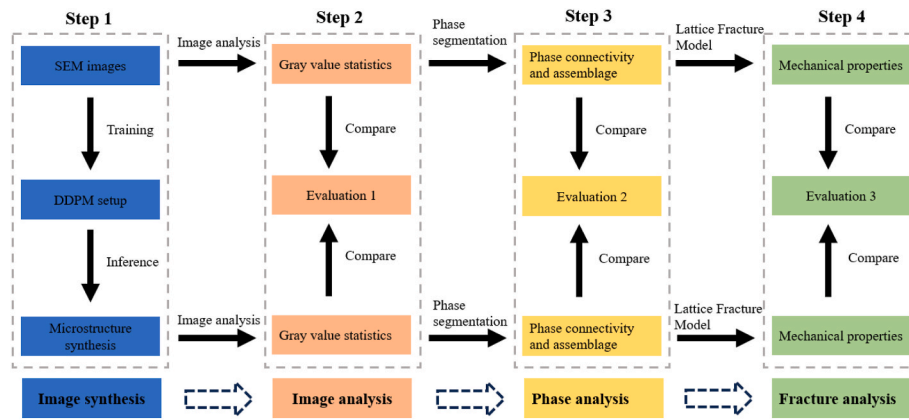 Step 1
Step 2
Step 3
Step 4
SEM images
Image analysis
Gray value statistics
Phase
segmentation
Phase connectivity
and assemblage
Lattice Fracture
Model
Mechanical properties
Training
Compare
Compare
Compare
DDPM setup
Evaluation 1
Evaluation 2
Evaluation 3
Inference
Compare
Compare
Compare
Microstructure
synthesis
Image analysis
Gray value statistics
Phase
segmentation
Phase connectivity
and assemblage
Lattice Fracture
Model
Mechanical properties
Image synthesis
Image analysis
Phase analysis
Fracture analysis